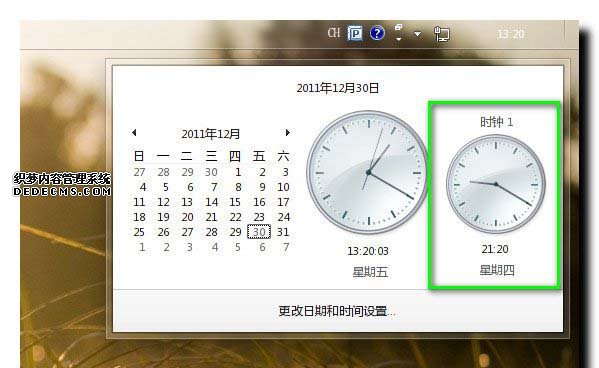 CH P ? 13:20
2011年12月30日
时钟 1
2011年12月
日 一 二 三 四 五 六
27 28 29 30 1 2 3
4 5 6 7 8 9 10
11 12 13 14 15 16 17
18 19 20 21 22 23 24
25 26 27 28 29 30 31
1 2 3 4 5 6 7
13:20:03
星期五
21:20
星期四
更改日期和时间设置...
织梦内容管理系统
DEDECMS.COM